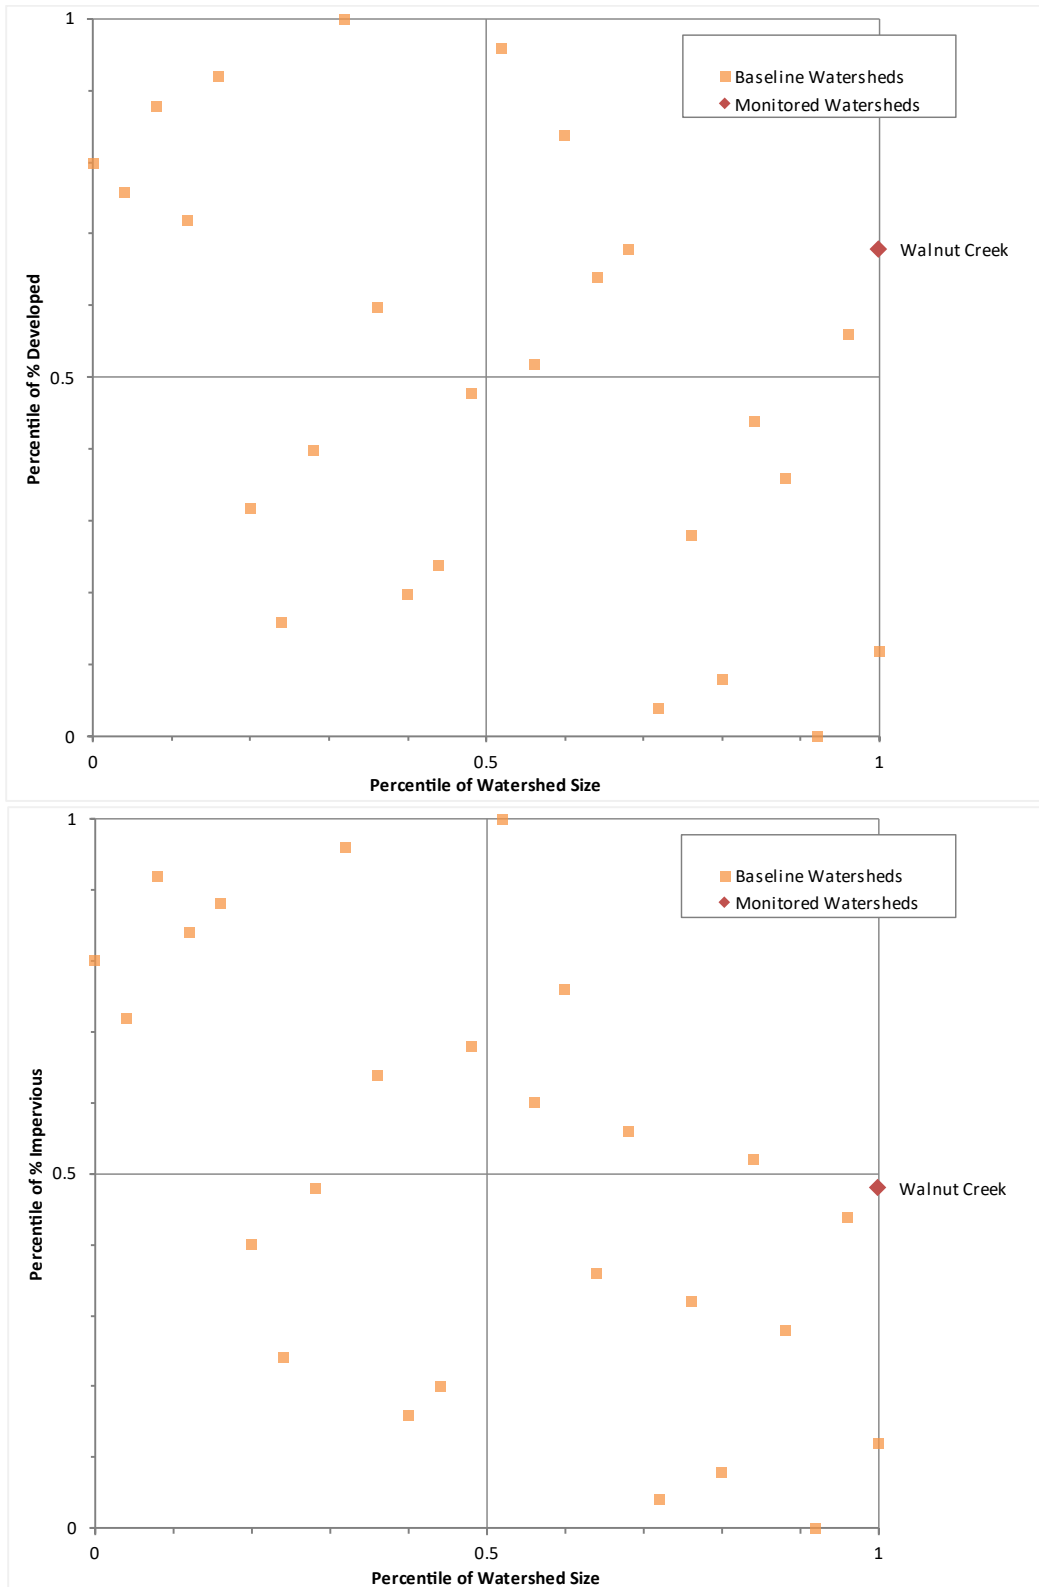 1
Baseline Watersheds
Monitored Watersheds
Walnut Creek
Percentile of % Developed
0.5
0
0
0.5
1
Percentile of Watershed Size
1
Baseline Watersheds
Monitored Watersheds
Percentile of % Impervious
0.5
Walnut Creek
0
0
0.5
1
Percentile of Watershed Size